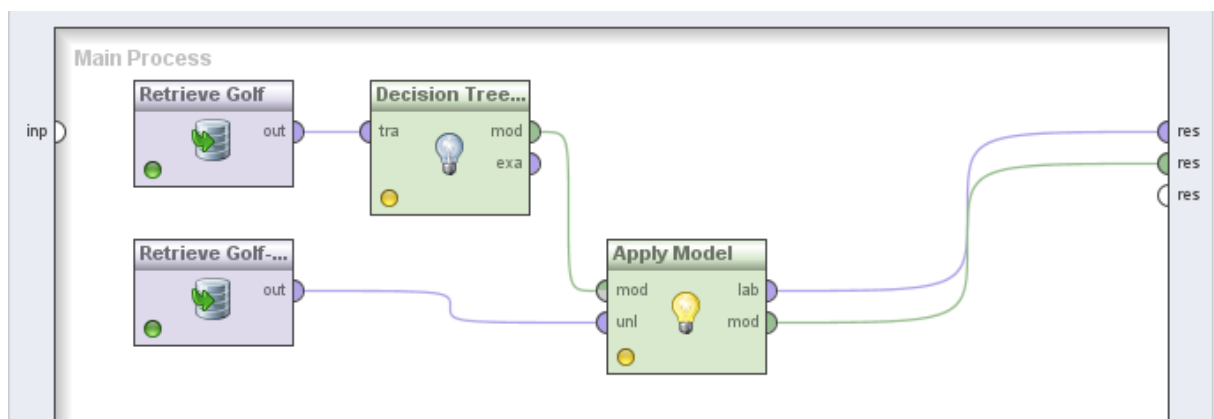 Main Process
Retrieve Golf
Decision Tree...
inp
out
tra
mod
res
exa
res
res
Retrieve Golf-...
Apply Model
out
mod
lab
unl
mod